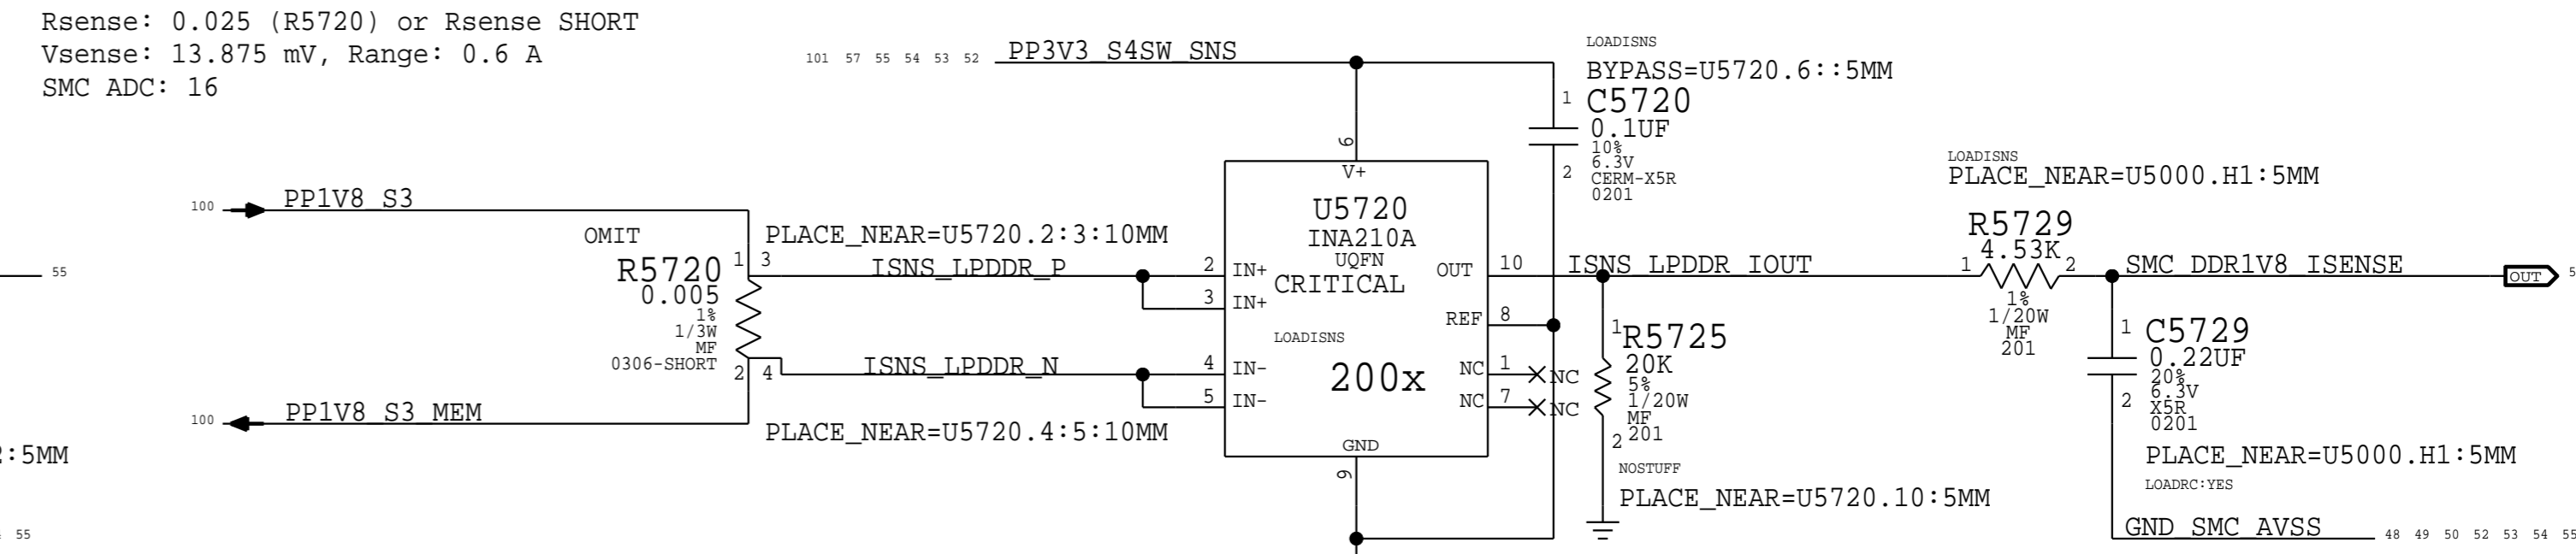 Rsense: 0.025 (R5720) or Rsense SHORT
Vsense: 13.875 mV, Range: 0.6 A
SMC ADC: 16
101 57 55 54 53 52 PP3V3_S4SW_SNS
LOADISNS
BYPASS=U5720.6::5MM
1 C5720
0.1UF
10%
6.3V
2 CERM-X5R
0201
6
V+
U5720
INA210A
UQFN
CRITICAL
LOADISNS
200x
100 PP1V8_S3
OMIT
R5720
0.005
1%
1/3W
MF
0306-SHORT
1 3
2 4
PLACE_NEAR=U5720.2:3:10MM
ISNS_LPDDR_P
2 IN+
3 IN+
ISNS_LPDDR_N
4 IN-
5 IN-
PLACE_NEAR=U5720.4:5:10MM
100 PP1V8_S3_MEM
OUT 10
REF 8
NC 1 NC
NC 7 NC
GND
9
ISNS_LPDDR_IOUT
1 R5725
20K
5%
1/20W
MF
2 201
NOSTUFF
PLACE_NEAR=U5720.10:5MM
LOADISNS
PLACE_NEAR=U5000.H1:5MM
R5729
4.53K
1 2
1%
1/20W
MF
201
SMC_DDR1V8_ISENSE
OUT 5
1 C5729
0.22UF
20%
6.3V
2 X5R
0201
PLACE_NEAR=U5000.H1:5MM
LOADRC:YES
GND_SMC_AVSS 48 49 50 52 53 54 55
55
:5MM
55